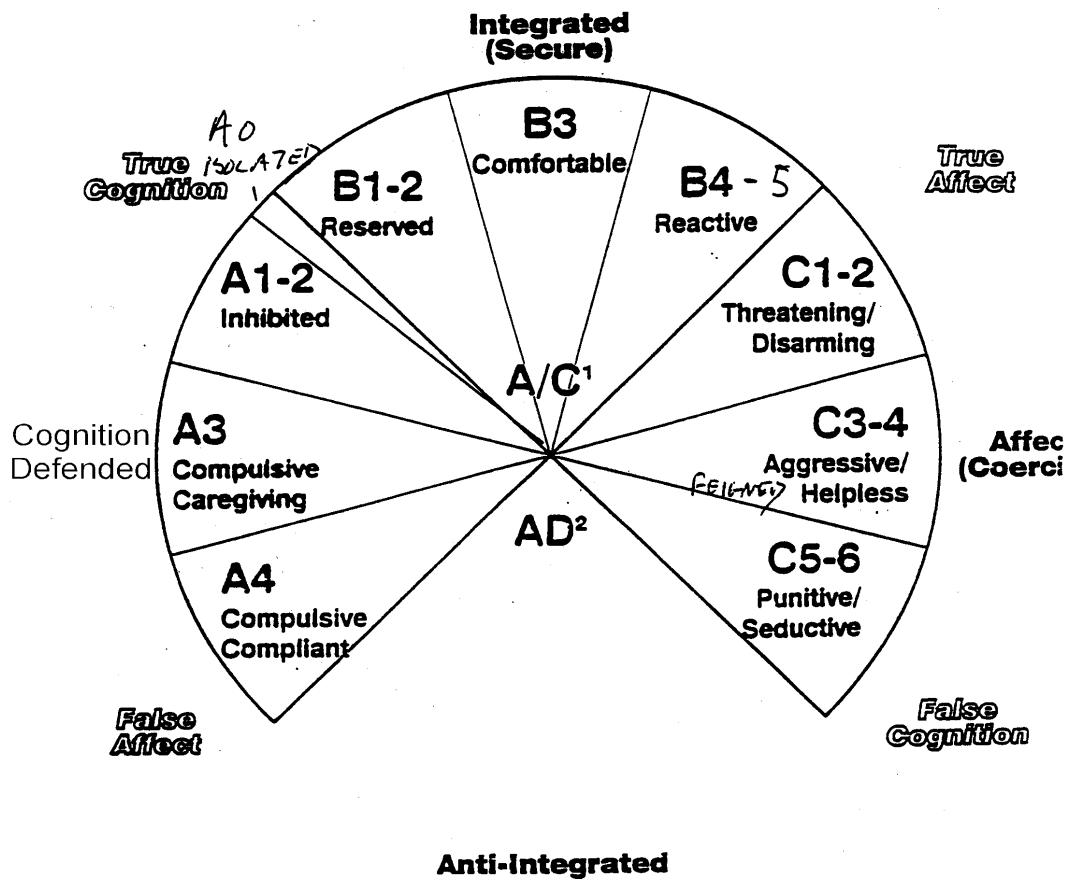 Integrated
(Secure)
A0
ISOLATED
True
Cognition
B1-2
Reserved
B3
Comfortable
B4 - 5
Reactive
True
Affect
A1-2
Inhibited
C1-2
Threatening/
Disarming
A/C¹
Cognition
Defended
A3
Compulsive
Caregiving
C3-4
Aggressive/
Helpless
Affec
(Coerci
FEIGNED
AD²
A4
Compulsive
Compliant
C5-6
Punitive/
Seductive
False
Affect
False
Cognition
Anti-Integrated